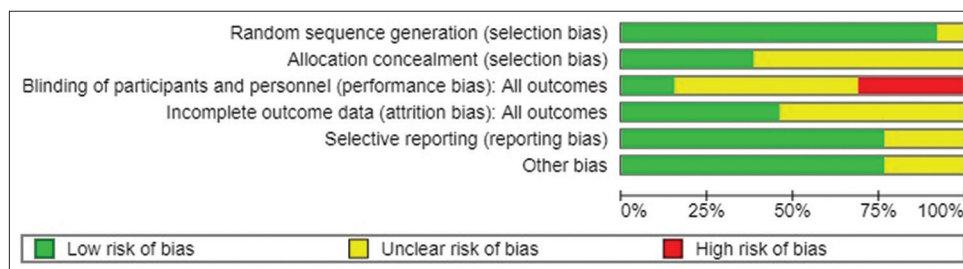 Random sequence generation (selection bias)
Allocation concealment (selection bias)
Blinding of participants and personnel (performance bias): All outcomes
Incomplete outcome data (attrition bias): All outcomes
Selective reporting (reporting bias)
Other bias
0% 25% 50% 75% 100%
Low risk of bias Unclear risk of bias High risk of bias